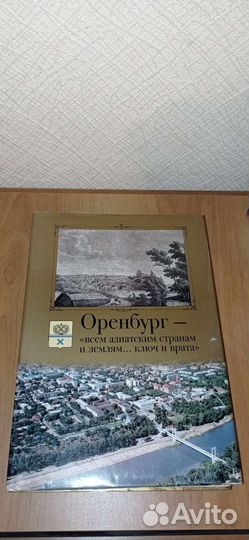 Оренбург –
«всем азиатским странам
и землям... ключ и врата»
Avito